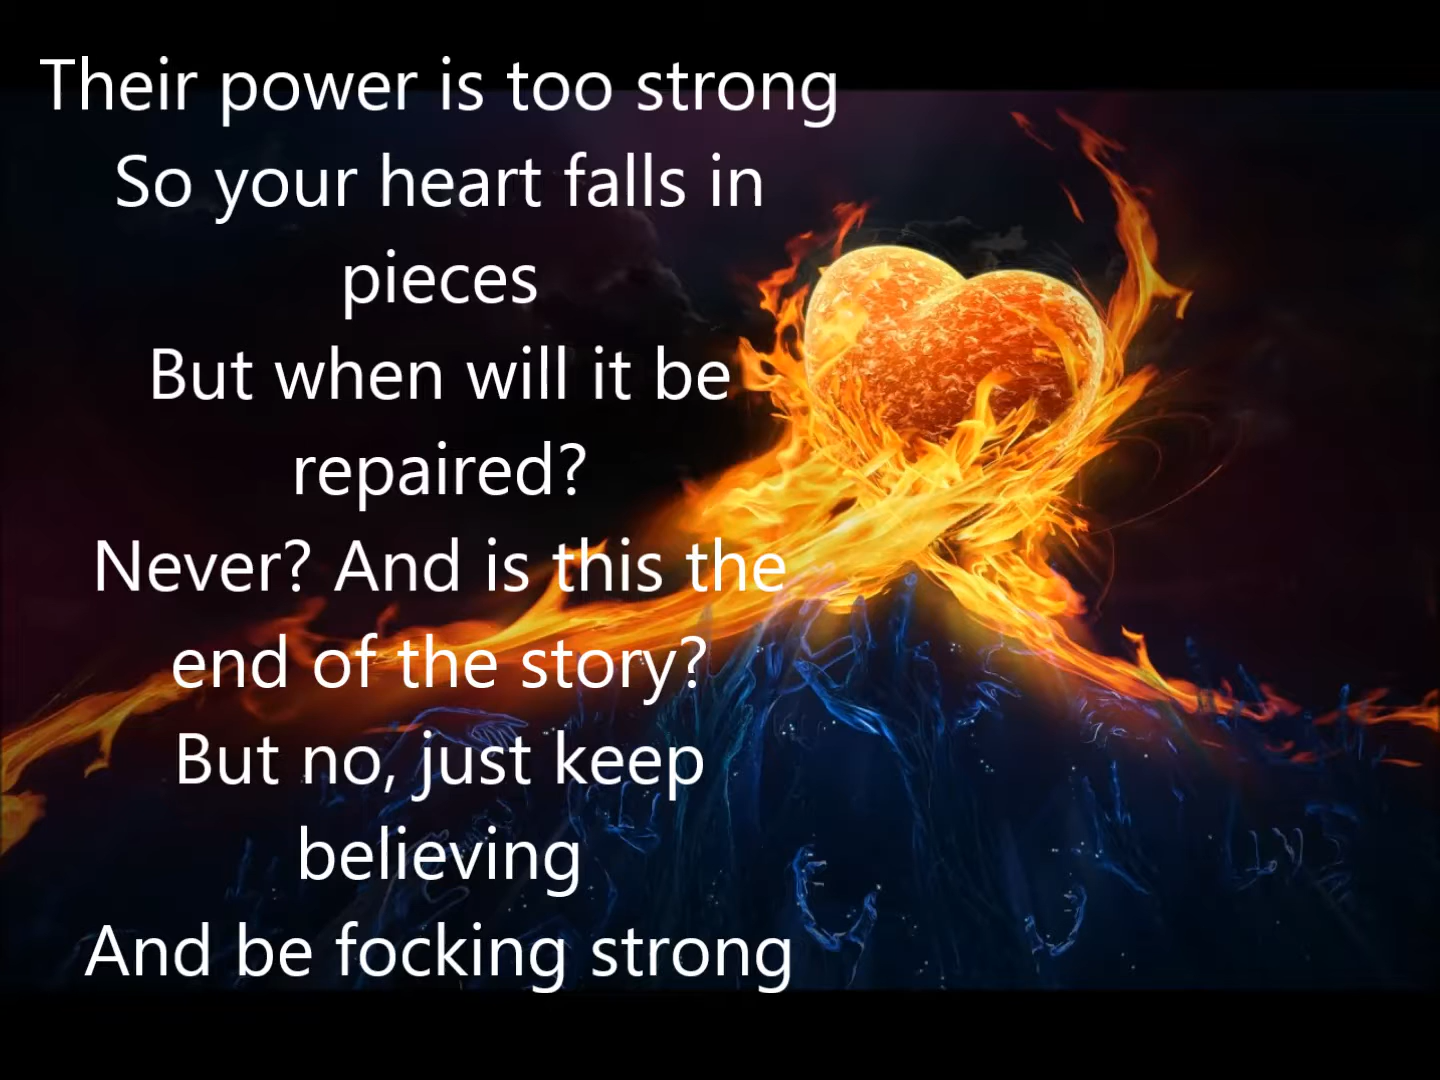 Their power is too strong
So your heart falls in
pieces
But when will it be
repaired?
Never? And is this the
end of the story?
But no, just keep
believing
And be focking strong